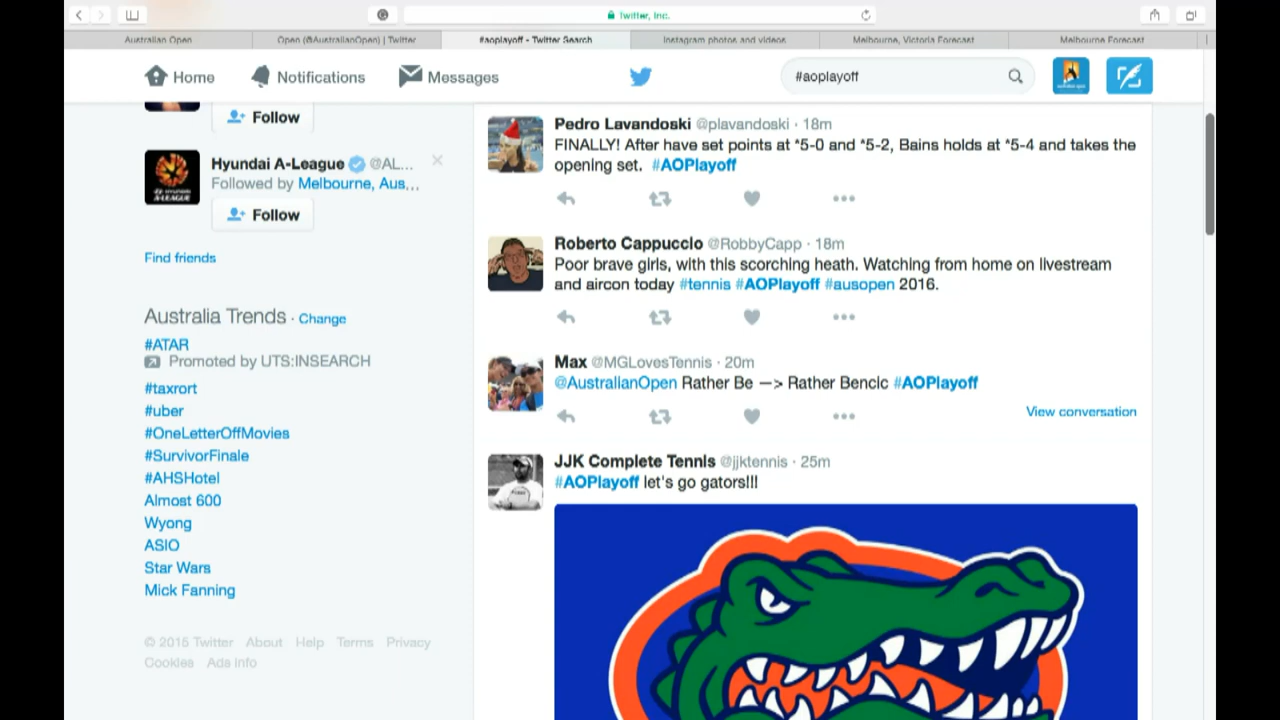 Twitter, Inc.
Australian Open
Open (@AustralianOpen) | Twitter
#aoplayoff - Twitter Search
Instagram photos and videos
Melbourne, Victoria Forecast
Melbourne Forecast
Home
Notifications
Messages
#aoplayoff
Follow
Hyundai A-League @AL...
Followed by Melbourne, Aus...
Follow
Find friends
Australia Trends · Change
#ATAR
Promoted by UTS:INSEARCH
#taxrort
#uber
#OneLetterOffMovies
#SurvivorFinale
#AHSHotel
Almost 600
Wyong
ASIO
Star Wars
Mick Fanning
© 2015 Twitter About Help Terms Privacy
Cookies Ads info
Pedro Lavandoski @plavandoski · 18m
FINALLY! After have set points at *5-0 and *5-2, Bains holds at *5-4 and takes the
opening set. #AOPlayoff
Roberto Cappuccio @RobbyCapp · 18m
Poor brave girls, with this scorching heath. Watching from home on livestream
and aircon today #tennis #AOPlayoff #ausopen 2016.
Max @MGLovesTennis · 20m
@AustralianOpen Rather Be —> Rather Bencic #AOPlayoff
View conversation
JJK Complete Tennis @jjktennis · 25m
#AOPlayoff let's go gators!!!